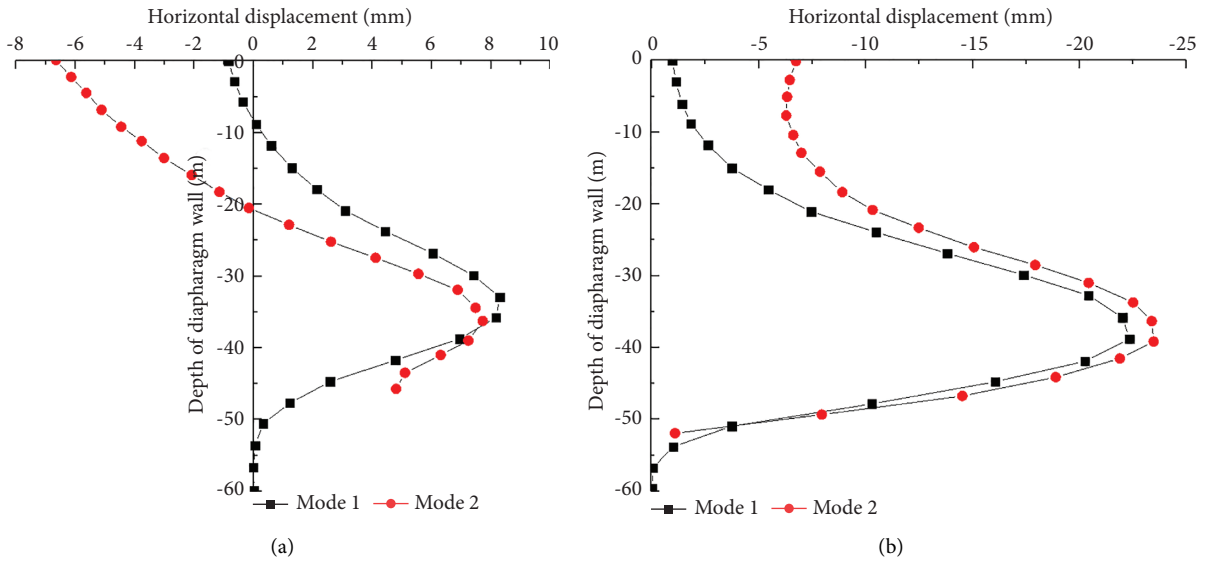 Horizontal displacement (mm)
-8 -6 -4 -2 0 2 4 6 8 10
0
-10
-20
-30
-40
-50
-60
Depth of diapharagm wall (m)
Mode 1 Mode 2
(a)
Horizontal displacement (mm)
0 -5 -10 -15 -20 -25
0
-10
-20
-30
-40
-50
-60
Depth of diapharagm wall (m)
Mode 1 Mode 2
(b)